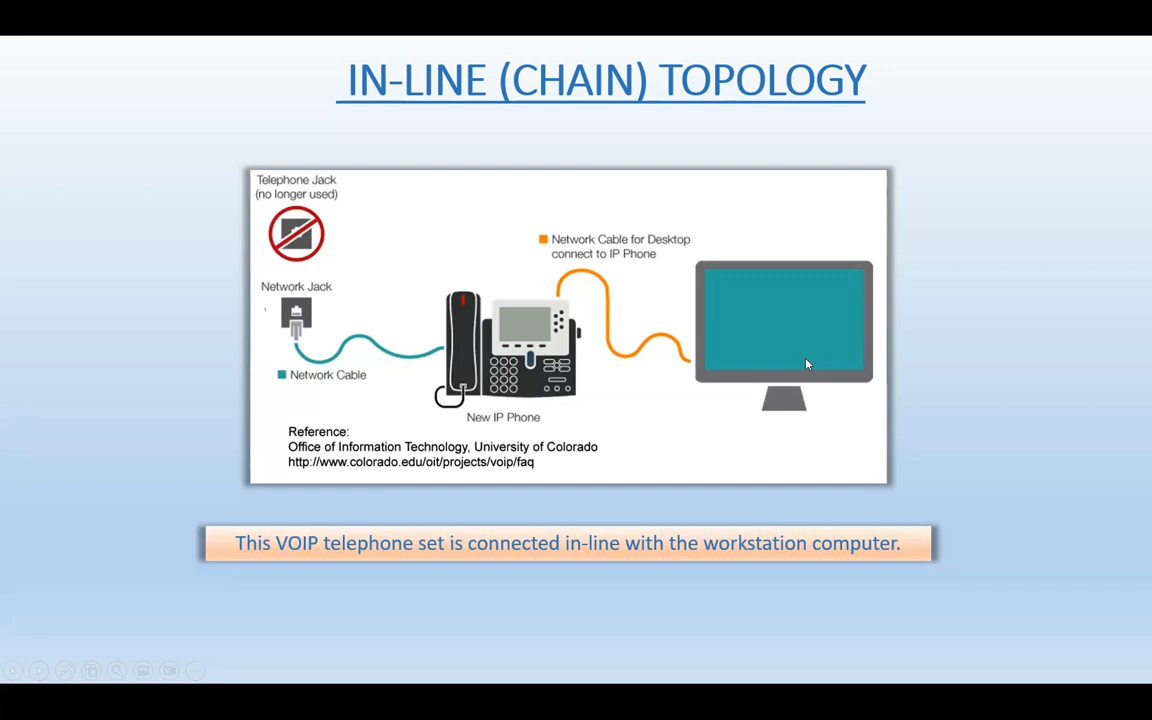 IN-LINE (CHAIN) TOPOLOGY
Telephone Jack
(no longer used)
Network Cable for Desktop
connect to IP Phone
Network Jack
Network Cable
New IP Phone
Reference:
Office of Information Technology, University of Colorado
http://www.colorado.edu/oit/projects/voip/faq
This VOIP telephone set is connected in-line with the workstation computer.